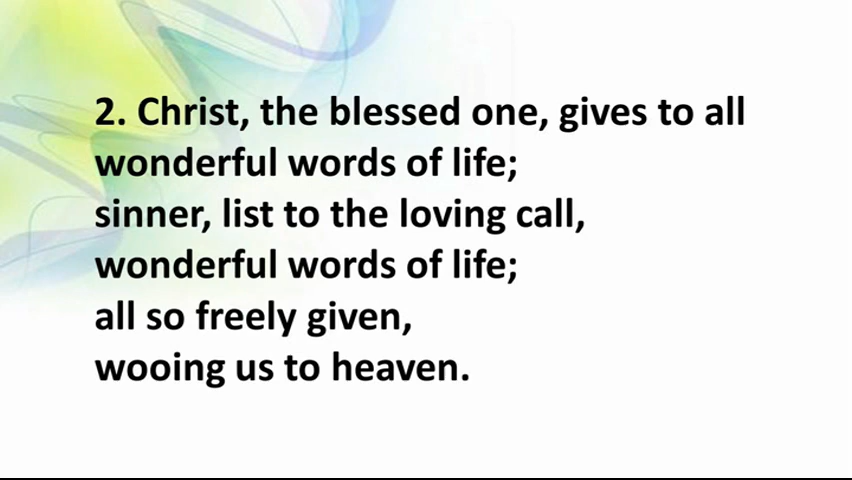 2. Christ, the blessed one, gives to all
wonderful words of life;
sinner, list to the loving call,
wonderful words of life;
all so freely given,
wooing us to heaven.